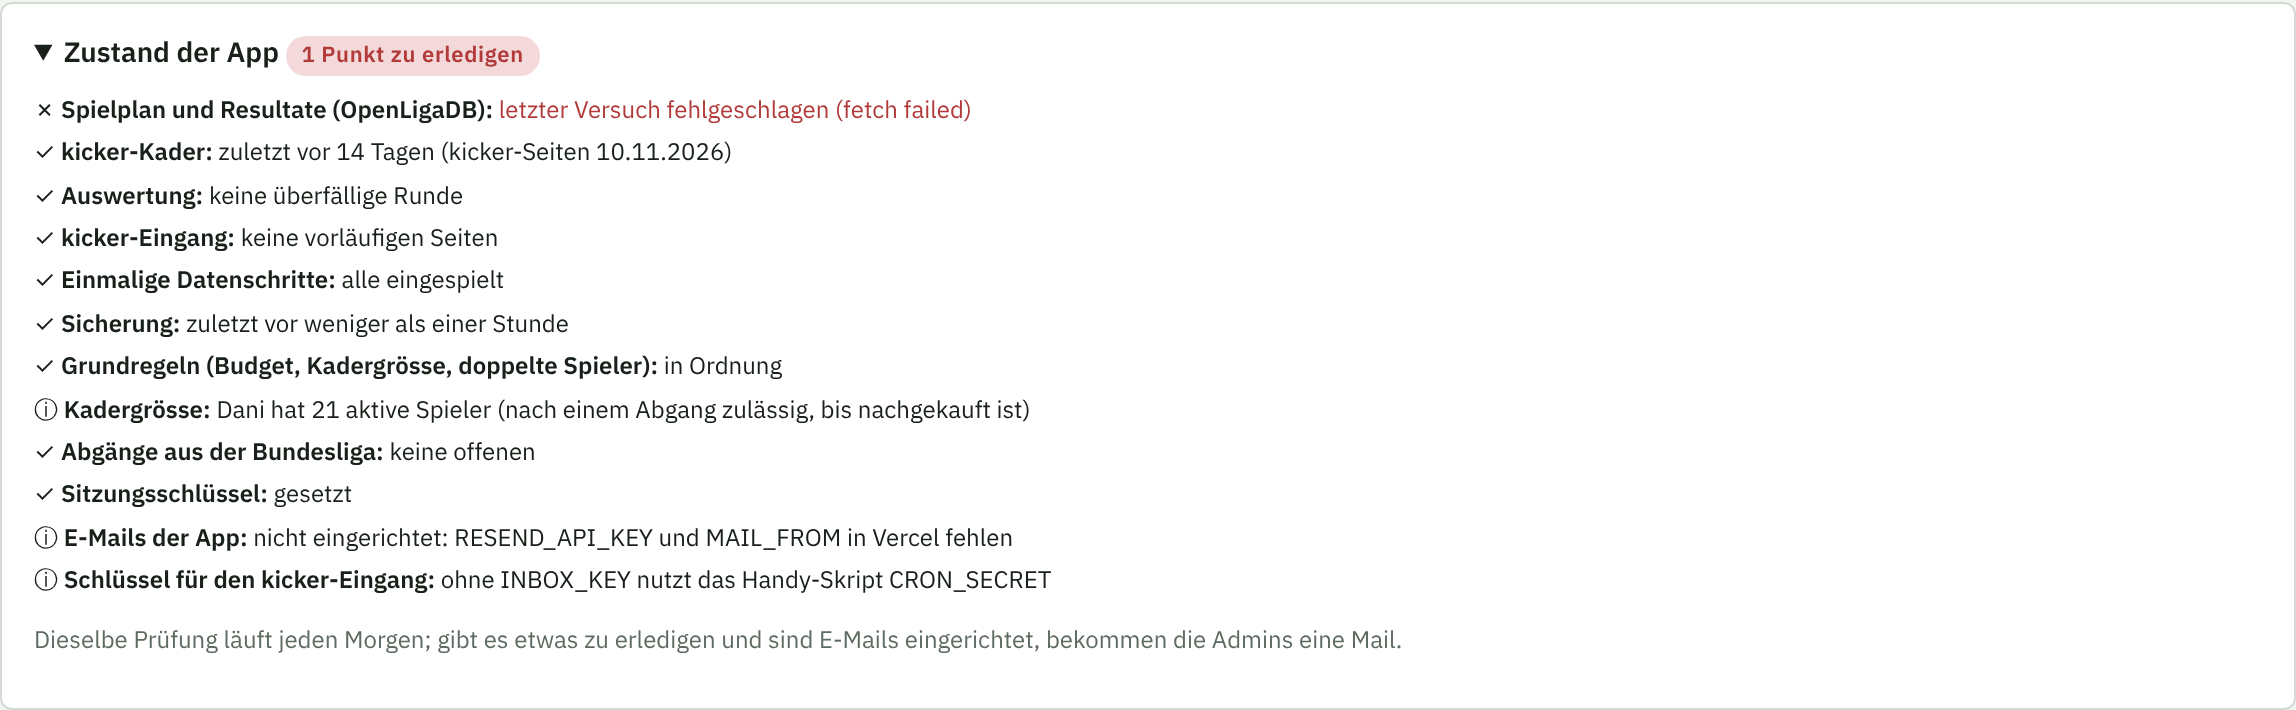 ▼ Zustand der App 1 Punkt zu erledigen
✕ Spielplan und Resultate (OpenLigaDB): letzter Versuch fehlgeschlagen (fetch failed)
✓ kicker-Kader: zuletzt vor 14 Tagen (kicker-Seiten 10.11.2026)
✓ Auswertung: keine überfällige Runde
✓ kicker-Eingang: keine vorläufigen Seiten
✓ Einmalige Datenschritte: alle eingespielt
✓ Sicherung: zuletzt vor weniger als einer Stunde
✓ Grundregeln (Budget, Kadergrösse, doppelte Spieler): in Ordnung
ⓘ Kadergrösse: Dani hat 21 aktive Spieler (nach einem Abgang zulässig, bis nachgekauft ist)
✓ Abgänge aus der Bundesliga: keine offenen
✓ Sitzungsschlüssel: gesetzt
ⓘ E-Mails der App: nicht eingerichtet: RESEND_API_KEY und MAIL_FROM in Vercel fehlen
ⓘ Schlüssel für den kicker-Eingang: ohne INBOX_KEY nutzt das Handy-Skript CRON_SECRET
Dieselbe Prüfung läuft jeden Morgen; gibt es etwas zu erledigen und sind E-Mails eingerichtet, bekommen die Admins eine Mail.